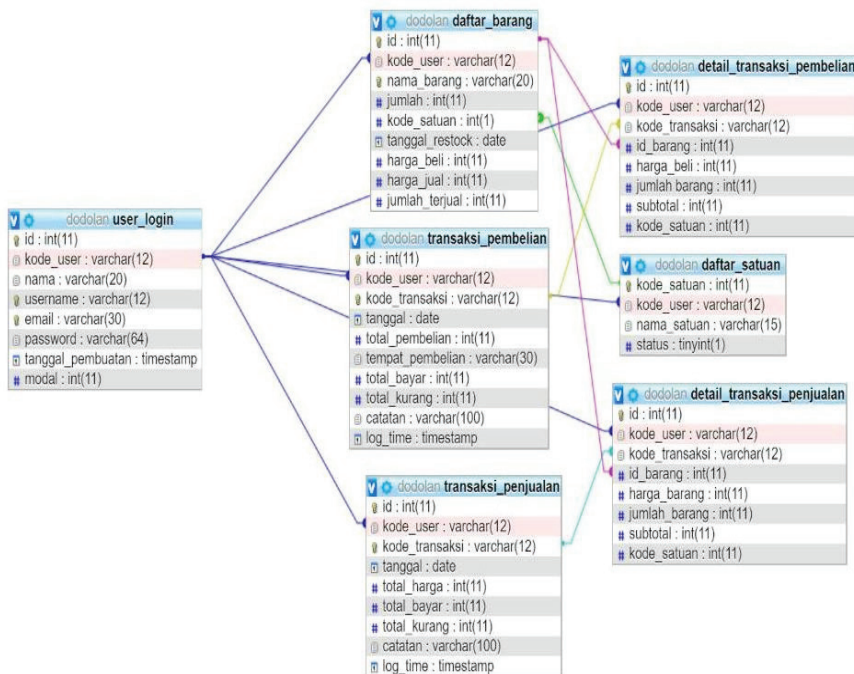 dodolan daftar_barang
id : int(11)
kode_user : varchar(12)
nama_barang : varchar(20)
jumlah : int(11)
kode_satuan : int(1)
tanggal_restock : date
harga_beli : int(11)
harga_jual : int(11)
jumlah_terjual : int(11)
dodolan detail_transaksi_pembelian
id : int(11)
kode_user : varchar(12)
kode_transaksi : varchar(12)
id_barang : int(11)
harga_beli : int(11)
jumlah barang : int(11)
subtotal : int(11)
kode_satuan : int(11)
dodolan user_login
id : int(11)
kode_user : varchar(12)
nama : varchar(20)
username : varchar(12)
email : varchar(30)
password : varchar(64)
tanggal_pembuatan : timestamp
modal : int(11)
dodolan transaksi_pembelian
id : int(11)
kode_user : varchar(12)
kode_transaksi : varchar(12)
tanggal : date
total_pembelian : int(11)
tempat_pembelian : varchar(30)
total_bayar : int(11)
total_kurang : int(11)
catatan : varchar(100)
log_time : timestamp
dodolan daftar_satuan
kode_satuan : int(11)
kode_user : varchar(12)
nama_satuan : varchar(15)
status : tinyint(1)
dodolan detail_transaksi_penjualan
id : int(11)
kode_user : varchar(12)
kode_transaksi : varchar(12)
id_barang : int(11)
harga_barang : int(11)
jumlah_barang : int(11)
subtotal : int(11)
kode_satuan : int(11)
dodolan transaksi_penjualan
id : int(11)
kode_user : varchar(12)
kode_transaksi : varchar(12)
tanggal : date
total_harga : int(11)
total_bayar : int(11)
total_kurang : int(11)
catatan : varchar(100)
log_time : timestamp